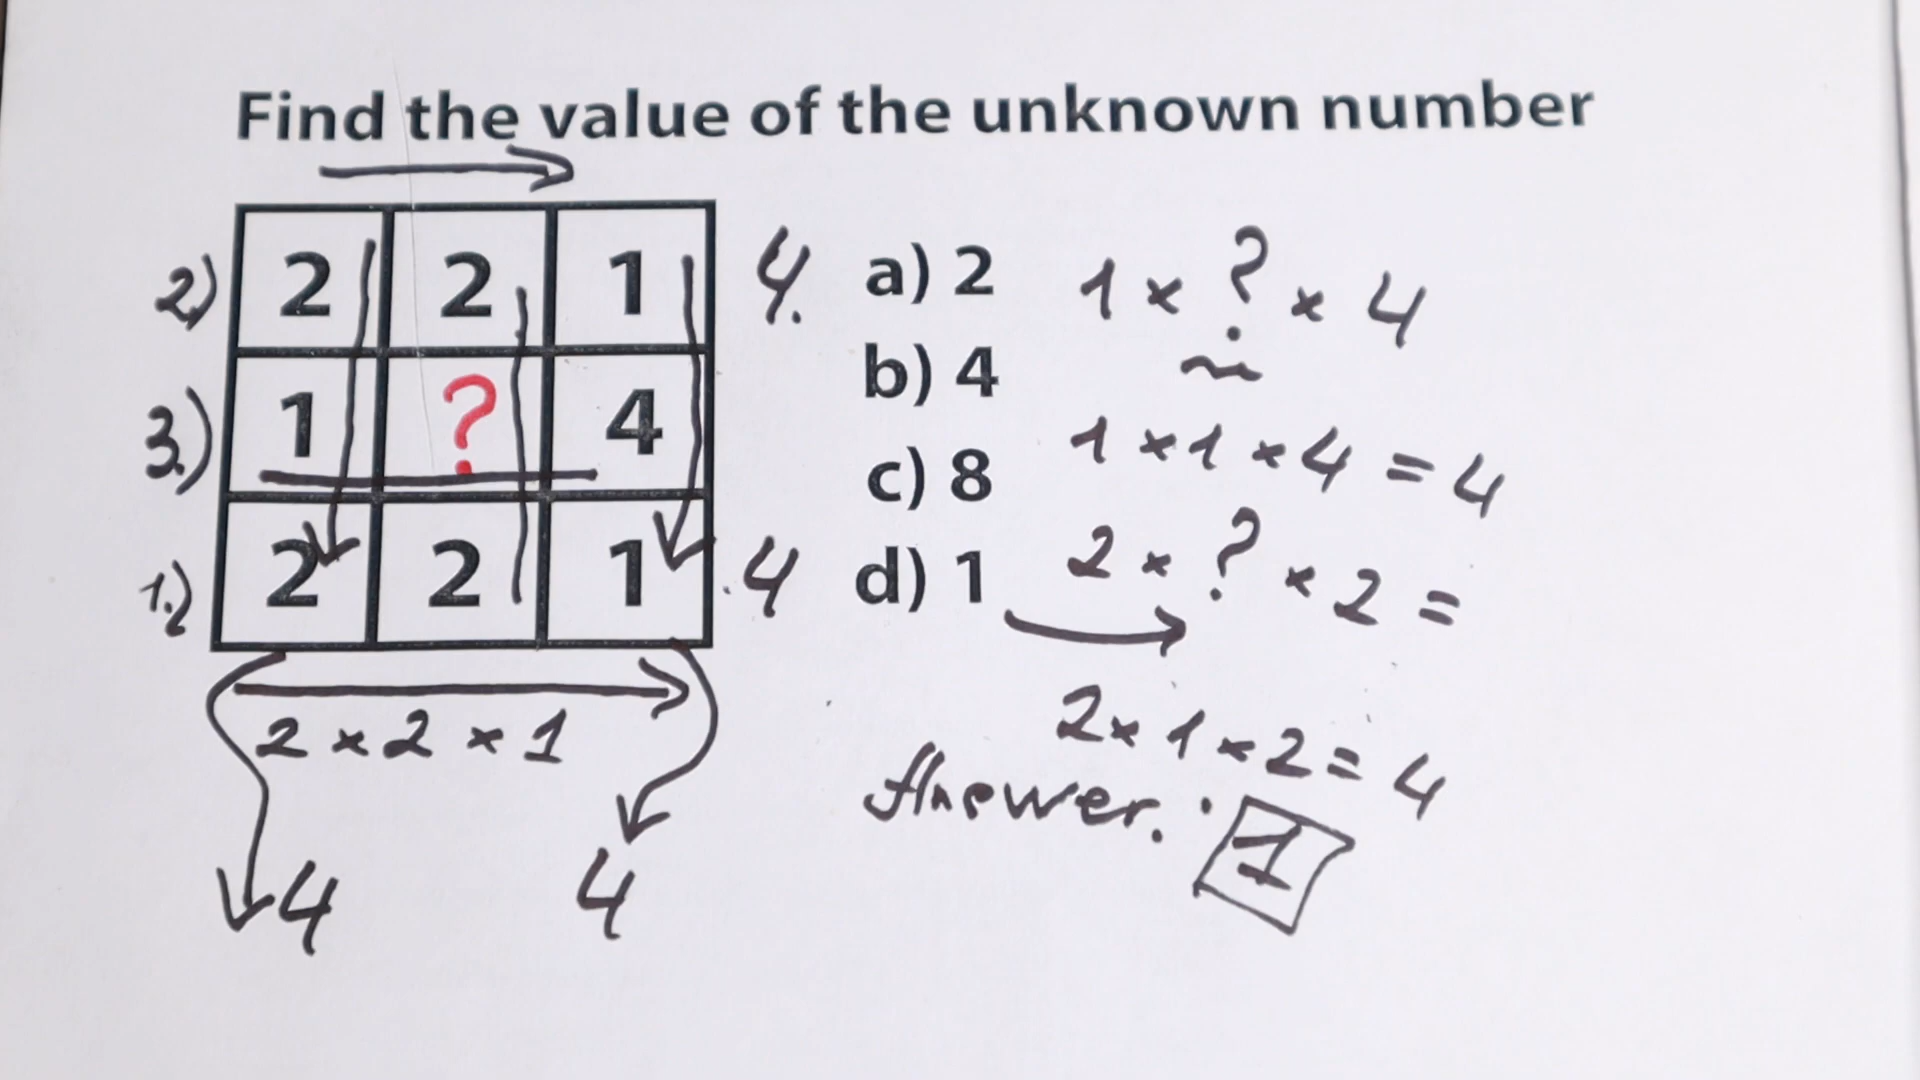 Find the value of the unknown number
2) 2 2 1 4.
3.) 1 ? 4
1.) 2 2 1 .4
2 × 2 × 1
4 4
a) 2
b) 4
c) 8
d) 1
1 × ? × 4
1 × 1 × 4 = 4
2 × ? × 2 =
2 × 1 × 2 = 4
Answer: 1